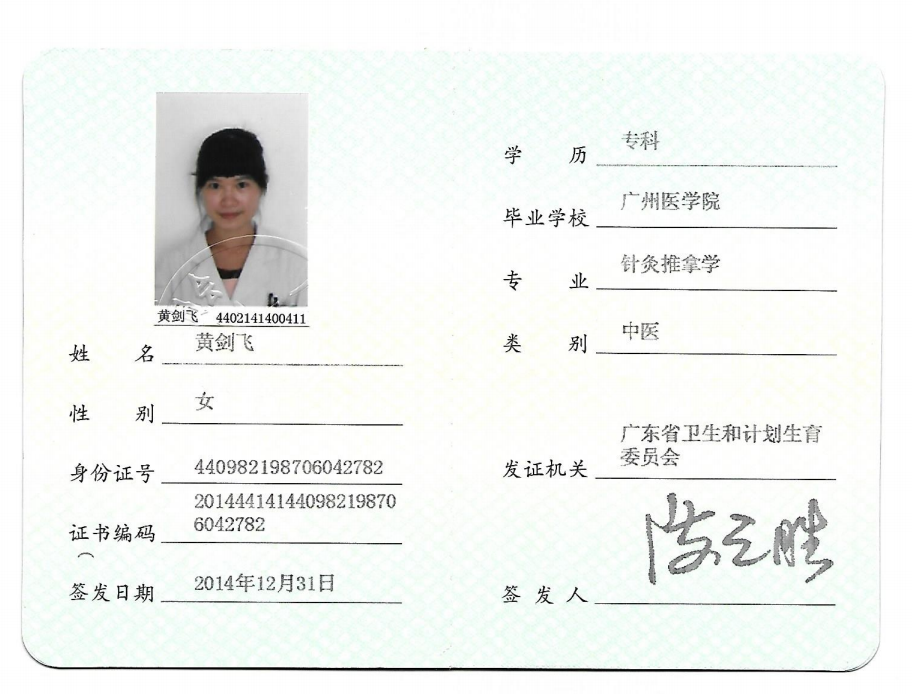 黄剑飞 4402141400411
姓 名 黄剑飞
性 别 女
身份证号 440982198706042782
证书编码 20144414144098219870
6042782
签发日期 2014年12月31日
学 历 专科
毕业学校 广州医学院
专 业 针灸推拿学
类 别 中医
发证机关 广东省卫生和计划生育
委员会
签 发 人